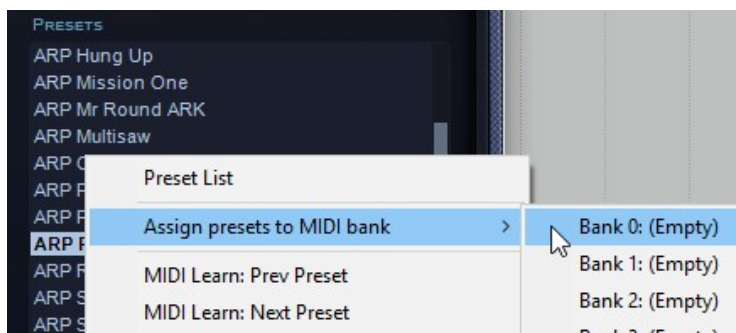 PRESETS
ARP Hung Up
ARP Mission One
ARP Mr Round ARK
ARP Multisaw
ARP
Preset List
ARP
ARP
Assign presets to MIDI bank > Bank 0: (Empty)
ARP
ARP
MIDI Learn: Prev Preset
Bank 1: (Empty)
ARP
MIDI Learn: Next Preset
Bank 2: (Empty)
ARP